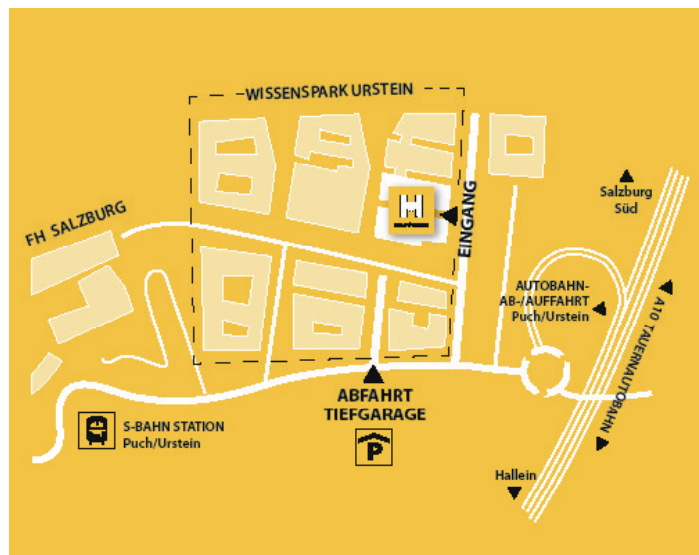 WISSENSPARK URSTEIN
FH SALZBURG
H
EINGANG
Salzburg
Süd
AUTOBAHN-
AB-/AUFFAHRT
Puch/Urstein
A10 TAUERNAUTOBAHN
ABFAHRT
TIEFGARAGE
P
S-BAHN STATION
Puch/Urstein
Hallein